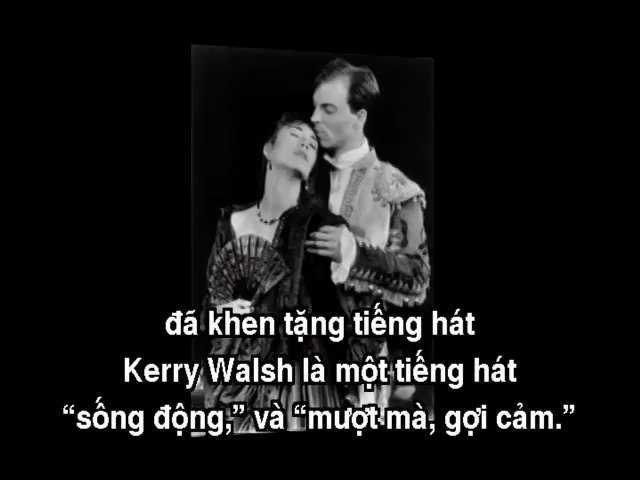 đã khen tặng tiếng hát
Kerry Walsh là một tiếng hát
“sống động,” và “mượt mà, gợi cảm.”